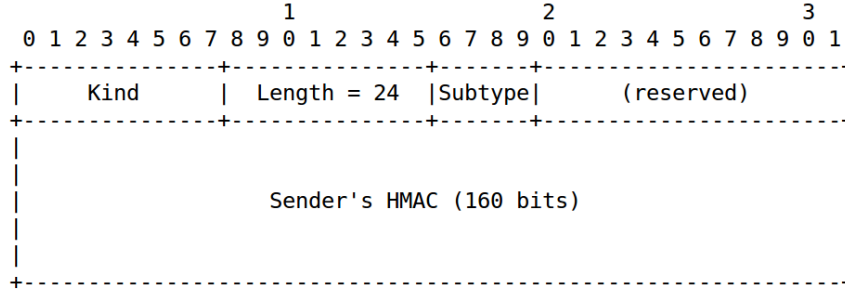 1 2 3
0 1 2 3 4 5 6 7 8 9 0 1 2 3 4 5 6 7 8 9 0 1 2 3 4 5 6 7 8 9 0 1
+---------------+---------------+-------+-----------------------
| Kind | Length = 24 |Subtype| (reserved)
+---------------+---------------+-------+-----------------------
|
|
| Sender's HMAC (160 bits)
|
|
+---------------------------------------------------------------